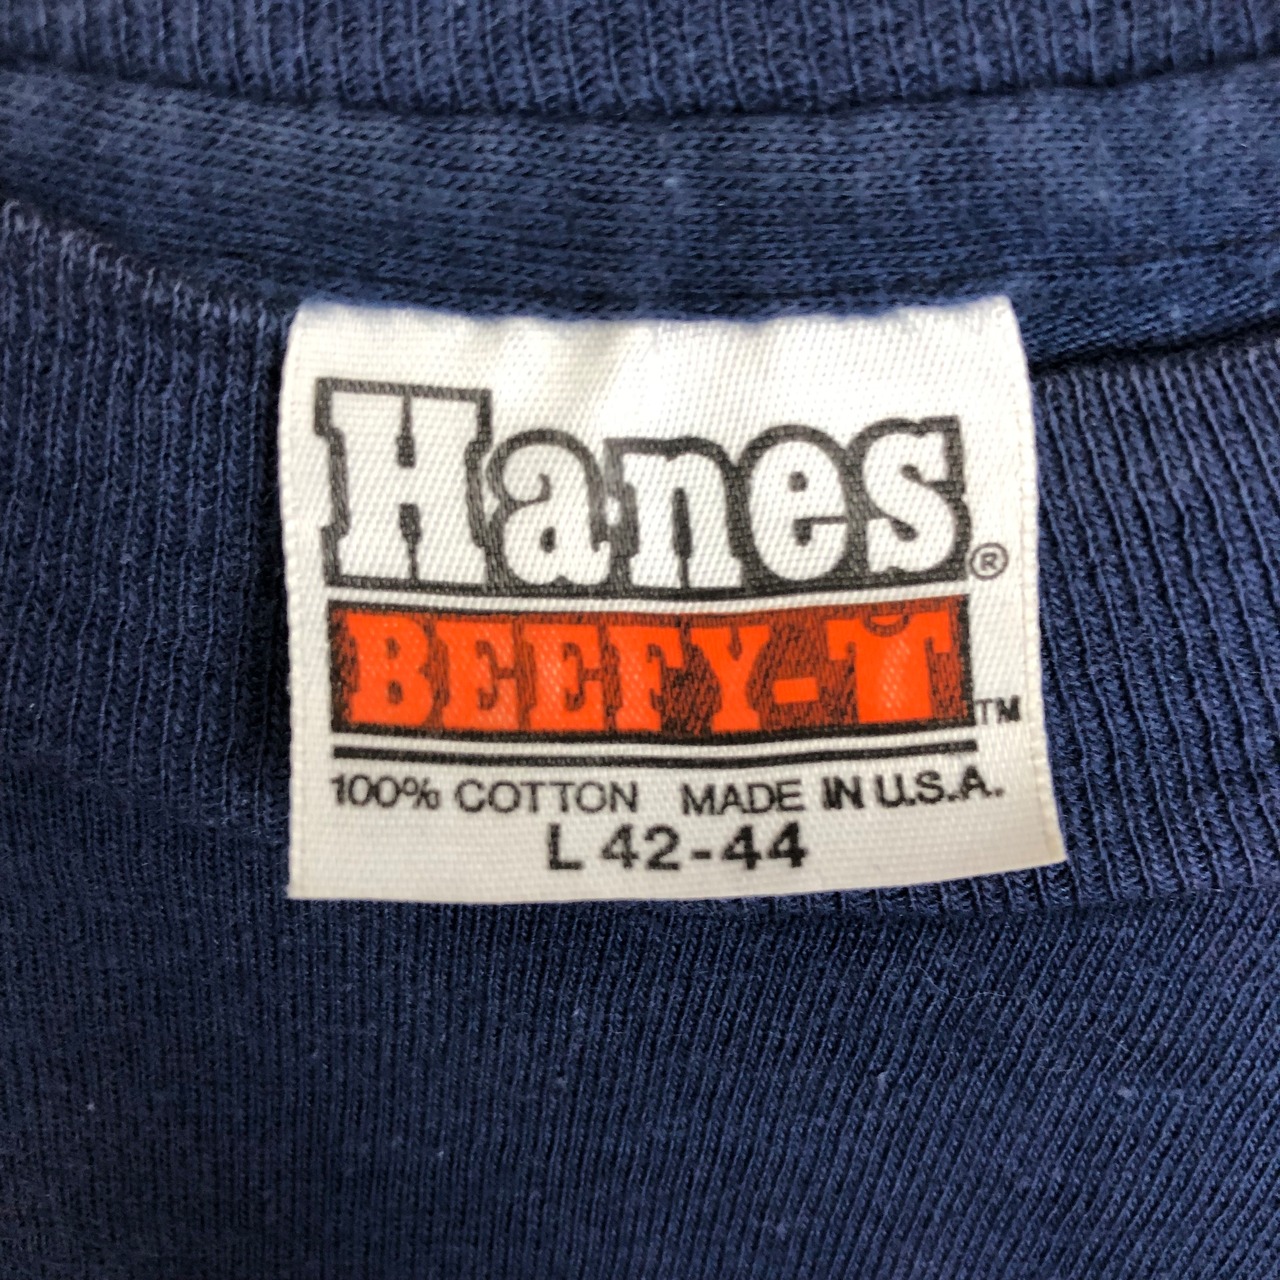 Hanes®
BEEFY-T™
100% COTTON MADE IN U.S.A.
L 42-44